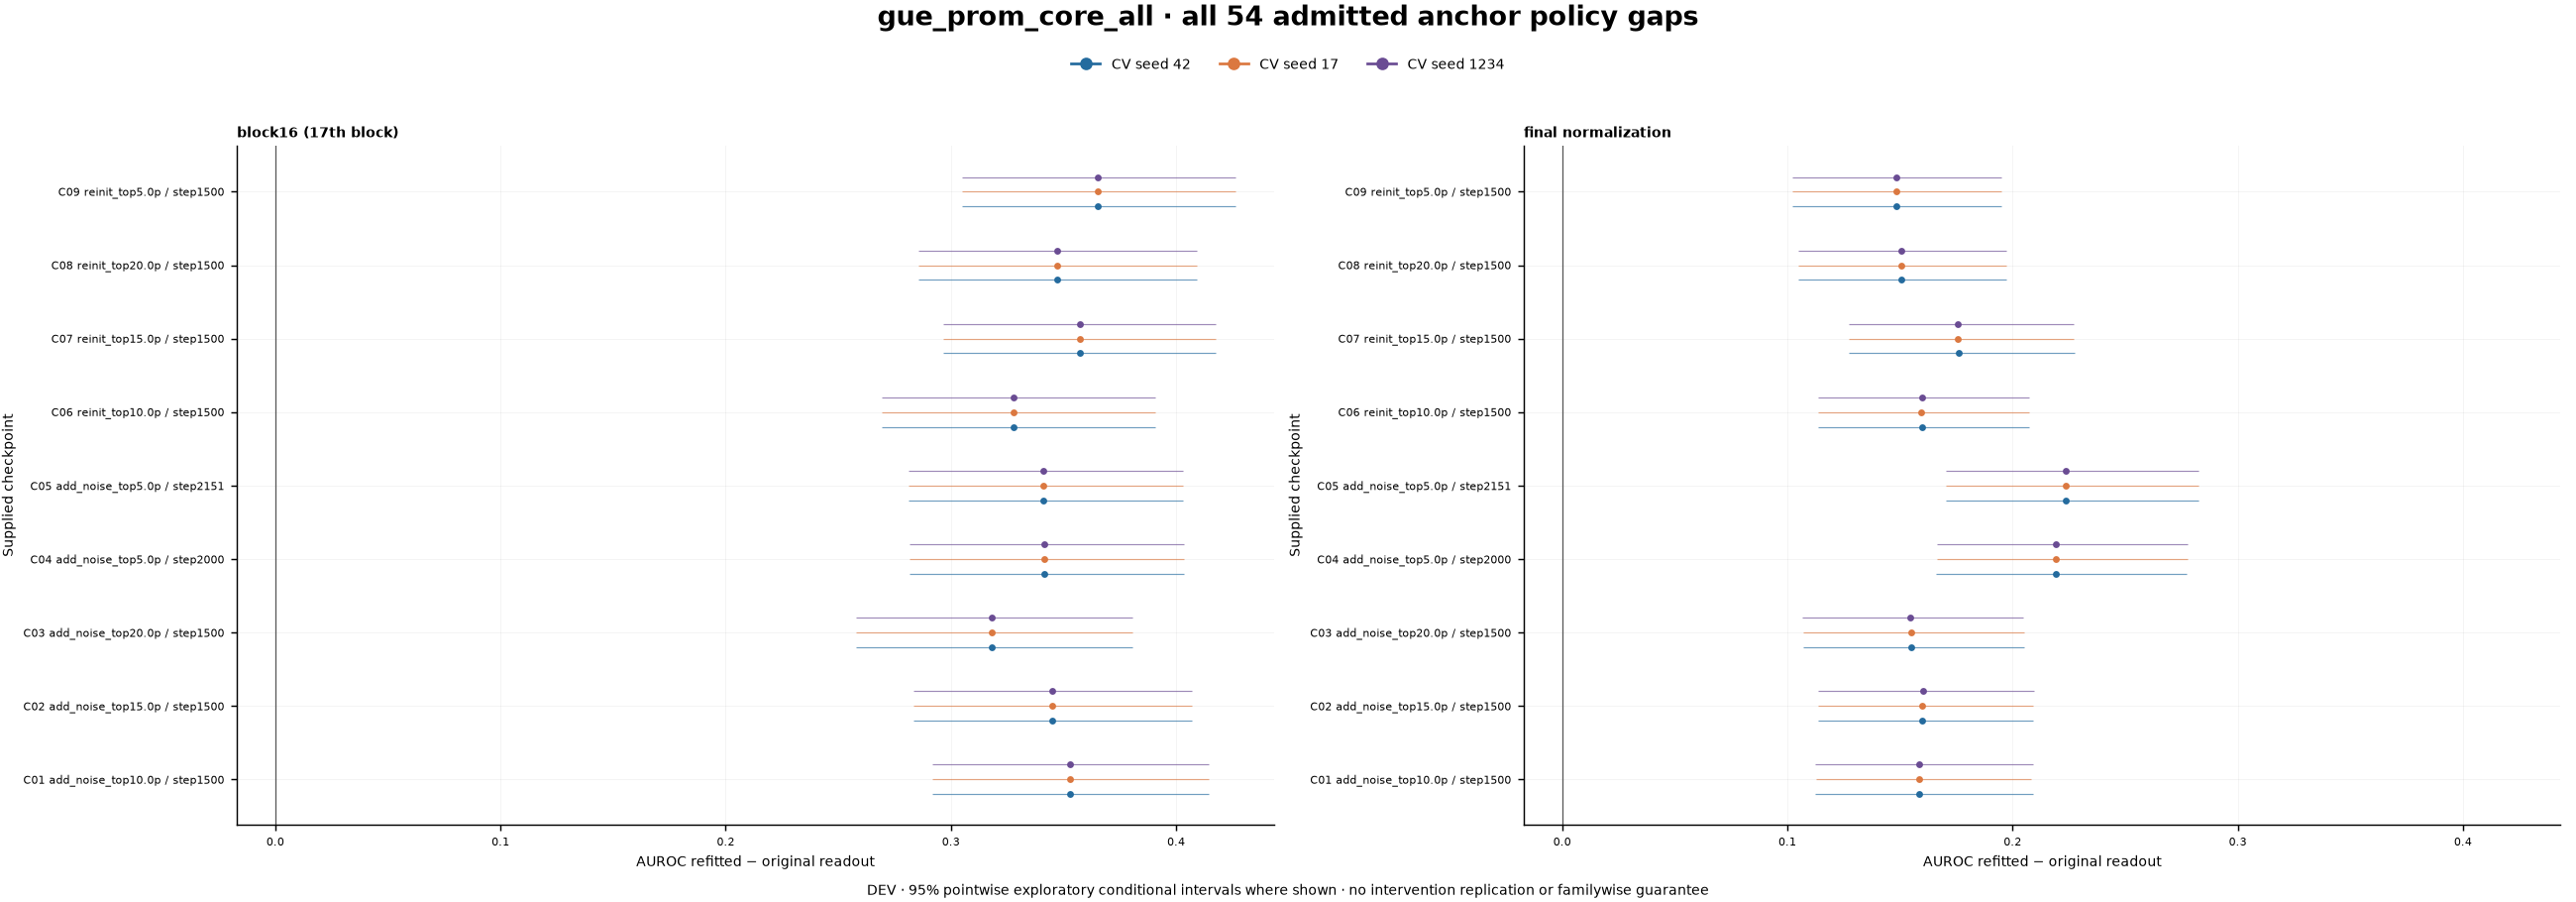 gue_prom_core_all · all 54 admitted anchor policy gaps
CV seed 42
CV seed 17
CV seed 1234
block16 (17th block)
Supplied checkpoint
C09 reinit_top5.0p / step1500
C08 reinit_top20.0p / step1500
C07 reinit_top15.0p / step1500
C06 reinit_top10.0p / step1500
C05 add_noise_top5.0p / step2151
C04 add_noise_top5.0p / step2000
C03 add_noise_top20.0p / step1500
C02 add_noise_top15.0p / step1500
C01 add_noise_top10.0p / step1500
0.0 0.1 0.2 0.3 0.4
AUROC refitted − original readout
final normalization
Supplied checkpoint
C09 reinit_top5.0p / step1500
C08 reinit_top20.0p / step1500
C07 reinit_top15.0p / step1500
C06 reinit_top10.0p / step1500
C05 add_noise_top5.0p / step2151
C04 add_noise_top5.0p / step2000
C03 add_noise_top20.0p / step1500
C02 add_noise_top15.0p / step1500
C01 add_noise_top10.0p / step1500
0.0 0.1 0.2 0.3 0.4
AUROC refitted − original readout
DEV · 95% pointwise exploratory conditional intervals where shown · no intervention replication or familywise guarantee